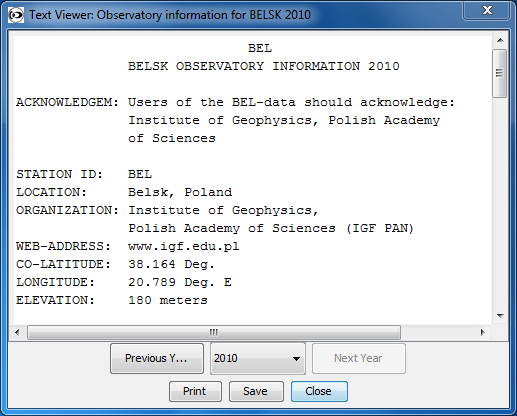 Text Viewer: Observatory information for BELSK 2010
BEL
BELSK OBSERVATORY INFORMATION 2010
ACKNOWLEDGEM: Users of the BEL-data should acknowledge:
Institute of Geophysics, Polish Academy
of Sciences
STATION ID: BEL
LOCATION: Belsk, Poland
ORGANIZATION: Institute of Geophysics,
Polish Academy of Sciences (IGF PAN)
WEB-ADDRESS: www.igf.edu.pl
CO-LATITUDE: 38.164 Deg.
LONGITUDE: 20.789 Deg. E
ELEVATION: 180 meters
Previous Y... 2010 Next Year
Print Save Close